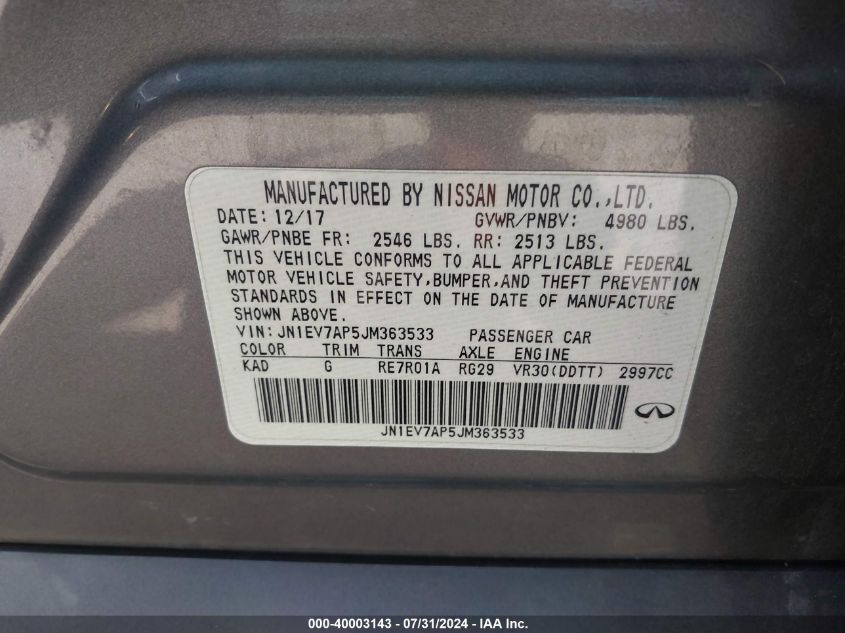 MANUFACTURED BY NISSAN MOTOR CO.,LTD.
DATE: 12/17 GVWR/PNBV: 4980 LBS.
GAWR/PNBE FR: 2546 LBS. RR: 2513 LBS.
THIS VEHICLE CONFORMS TO ALL APPLICABLE FEDERAL
MOTOR VEHICLE SAFETY,BUMPER,AND THEFT PREVENTION
STANDARDS IN EFFECT ON THE DATE OF MANUFACTURE
SHOWN ABOVE.
VIN: JN1EV7AP5JM363533 PASSENGER CAR
COLOR TRIM TRANS AXLE ENGINE
KAD G RE7R01A RG29 VR30(DDTT) 2997CC
JN1EV7AP5JM363533
000-40003143 - 07/31/2024 - IAA Inc.